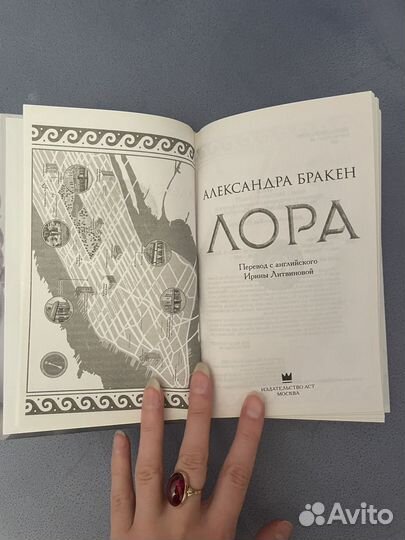 АЛЕКСАНДРА БРАКЕН
ЛОРА
Перевод с английского
Ирины Литвиновой
ИЗДАТЕЛЬСТВО АСТ
МОСКВА
Avito